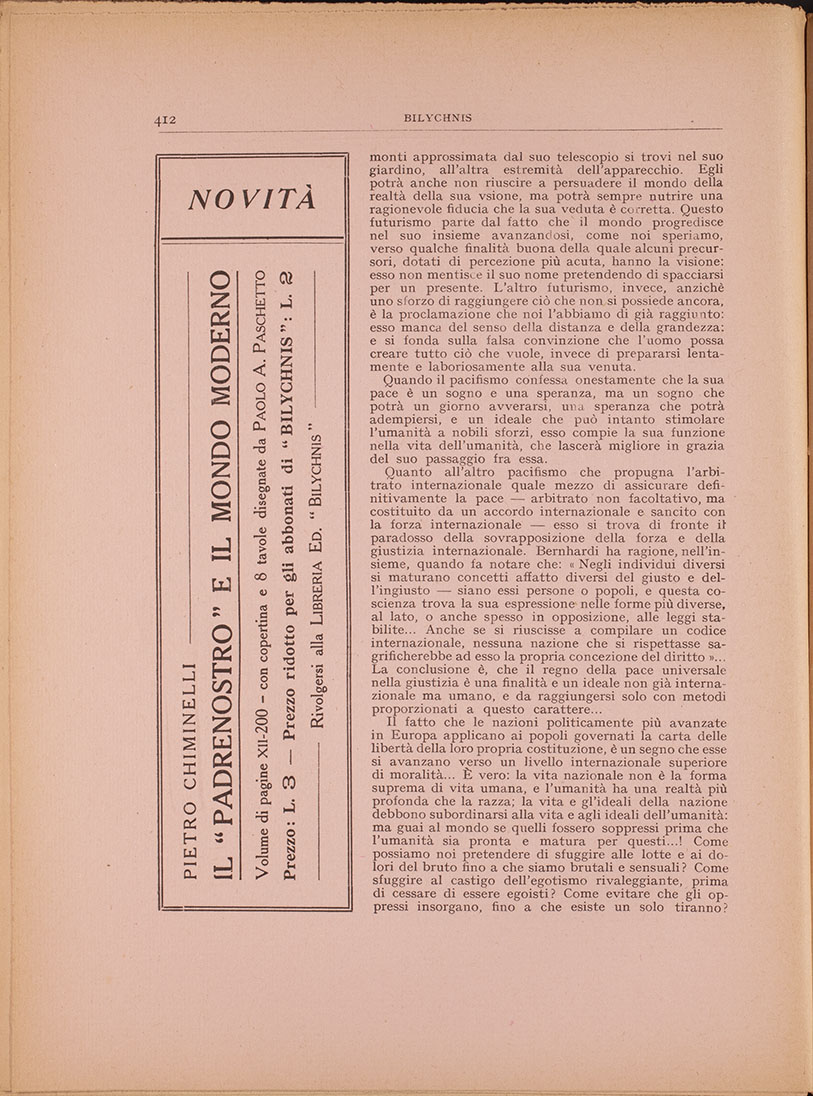 412
BILYCHNIS
NOVITÀ
PIETRO CHIMINELLI
IL "PADRENOSTRO" E IL MONDO MODERNO
Volume di pagine XII-200 - con copertina e 8 tavole disegnate da PAOLO A. PASCHETTO
Prezzo: L. 3 — Prezzo ridotto per gli abbonati di "BILYCHNIS": L. 2
Rivolgersi alla LIBRERIA ED. "BILYCHNIS"
monti approssimata dal suo telescopio si trovi nel suo
giardino, all'altra estremità dell'apparecchio. Egli
potrà anche non riuscire a persuadere il mondo della
realtà della sua vsione, ma potrà sempre nutrire una
ragionevole fiducia che la sua veduta è corretta. Questo
futurismo parte dal fatto che il mondo progredisce
nel suo insieme avanzandosi, come noi speriamo,
verso qualche finalità buona della quale alcuni precur-
sori, dotati di percezione più acuta, hanno la visione:
esso non mentisce il suo nome pretendendo di spacciarsi
per un presente. L'altro futurismo, invece, anzichè
uno sforzo di raggiungere ciò che non si possiede ancora,
è la proclamazione che noi l'abbiamo di già raggiunto:
esso manca del senso della distanza e della grandezza:
e si fonda sulla falsa convinzione che l'uomo possa
creare tutto ciò che vuole, invece di prepararsi lenta-
mente e laboriosamente alla sua venuta.
Quando il pacifismo confessa onestamente che la sua
pace è un sogno e una speranza, ma un sogno che
potrà un giorno avverarsi, una speranza che potrà
adempiersi, e un ideale che può intanto stimolare
l'umanità a nobili sforzi, esso compie la sua funzione
nella vita dell'umanità, che lascerà migliore in grazia
del suo passaggio fra essa.
Quanto all'altro pacifismo che propugna l'arbi-
trato internazionale quale mezzo di assicurare defi-
nitivamente la pace — arbitrato non facoltativo, ma
costituito da un accordo internazionale e sancito con
la forza internazionale — esso si trova di fronte il
paradosso della sovrapposizione della forza e della
giustizia internazionale. Bernhardi ha ragione, nell'in-
sieme, quando fa notare che: « Negli individui diversi
si maturano concetti affatto diversi del giusto e del-
l'ingiusto — siano essi persone o popoli, e questa co-
scienza trova la sua espressione nelle forme più diverse,
al lato, o anche spesso in opposizione, alle leggi sta-
bilite... Anche se si riuscisse a compilare un codice
internazionale, nessuna nazione che si rispettasse sa-
grificherebbe ad esso la propria concezione del diritto »...
La conclusione è, che il regno della pace universale
nella giustizia è una finalità e un ideale non già interna-
zionale ma umano, e da raggiungersi solo con metodi
proporzionati a questo carattere...
Il fatto che le nazioni politicamente più avanzate
in Europa applicano ai popoli governati la carta delle
libertà della loro propria costituzione, è un segno che esse
si avanzano verso un livello internazionale superiore
di moralità... È vero: la vita nazionale non è la forma
suprema di vita umana, e l'umanità ha una realtà più
profonda che la razza; la vita e gl'ideali della nazione
debbono subordinarsi alla vita e agli ideali dell'umanità:
ma guai al mondo se quelli fossero soppressi prima che
l'umanità sia pronta e matura per questi...! Come
possiamo noi pretendere di sfuggire alle lotte e ai do-
lori del bruto fino a che siamo brutali e sensuali? Come
sfuggire al castigo dell'egotismo rivaleggiante, prima
di cessare di essere egoisti? Come evitare che gli op-
pressi insorgano, fino a che esiste un solo tiranno?